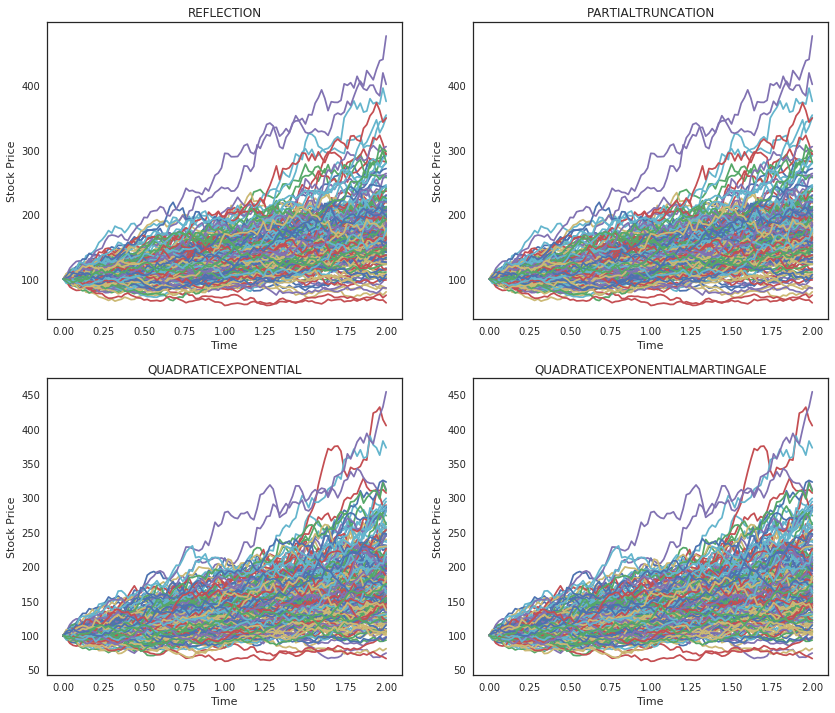 REFLECTION
Stock Price
400
300
200
100
0.00 0.25 0.50 0.75 1.00 1.25 1.50 1.75 2.00
Time
PARTIALTRUNCATION
Stock Price
400
300
200
100
0.00 0.25 0.50 0.75 1.00 1.25 1.50 1.75 2.00
Time
QUADRATICEXPONENTIAL
Stock Price
450
400
350
300
250
200
150
100
50
0.00 0.25 0.50 0.75 1.00 1.25 1.50 1.75 2.00
Time
QUADRATICEXPONENTIALMARTINGALE
Stock Price
450
400
350
300
250
200
150
100
50
0.00 0.25 0.50 0.75 1.00 1.25 1.50 1.75 2.00
Time